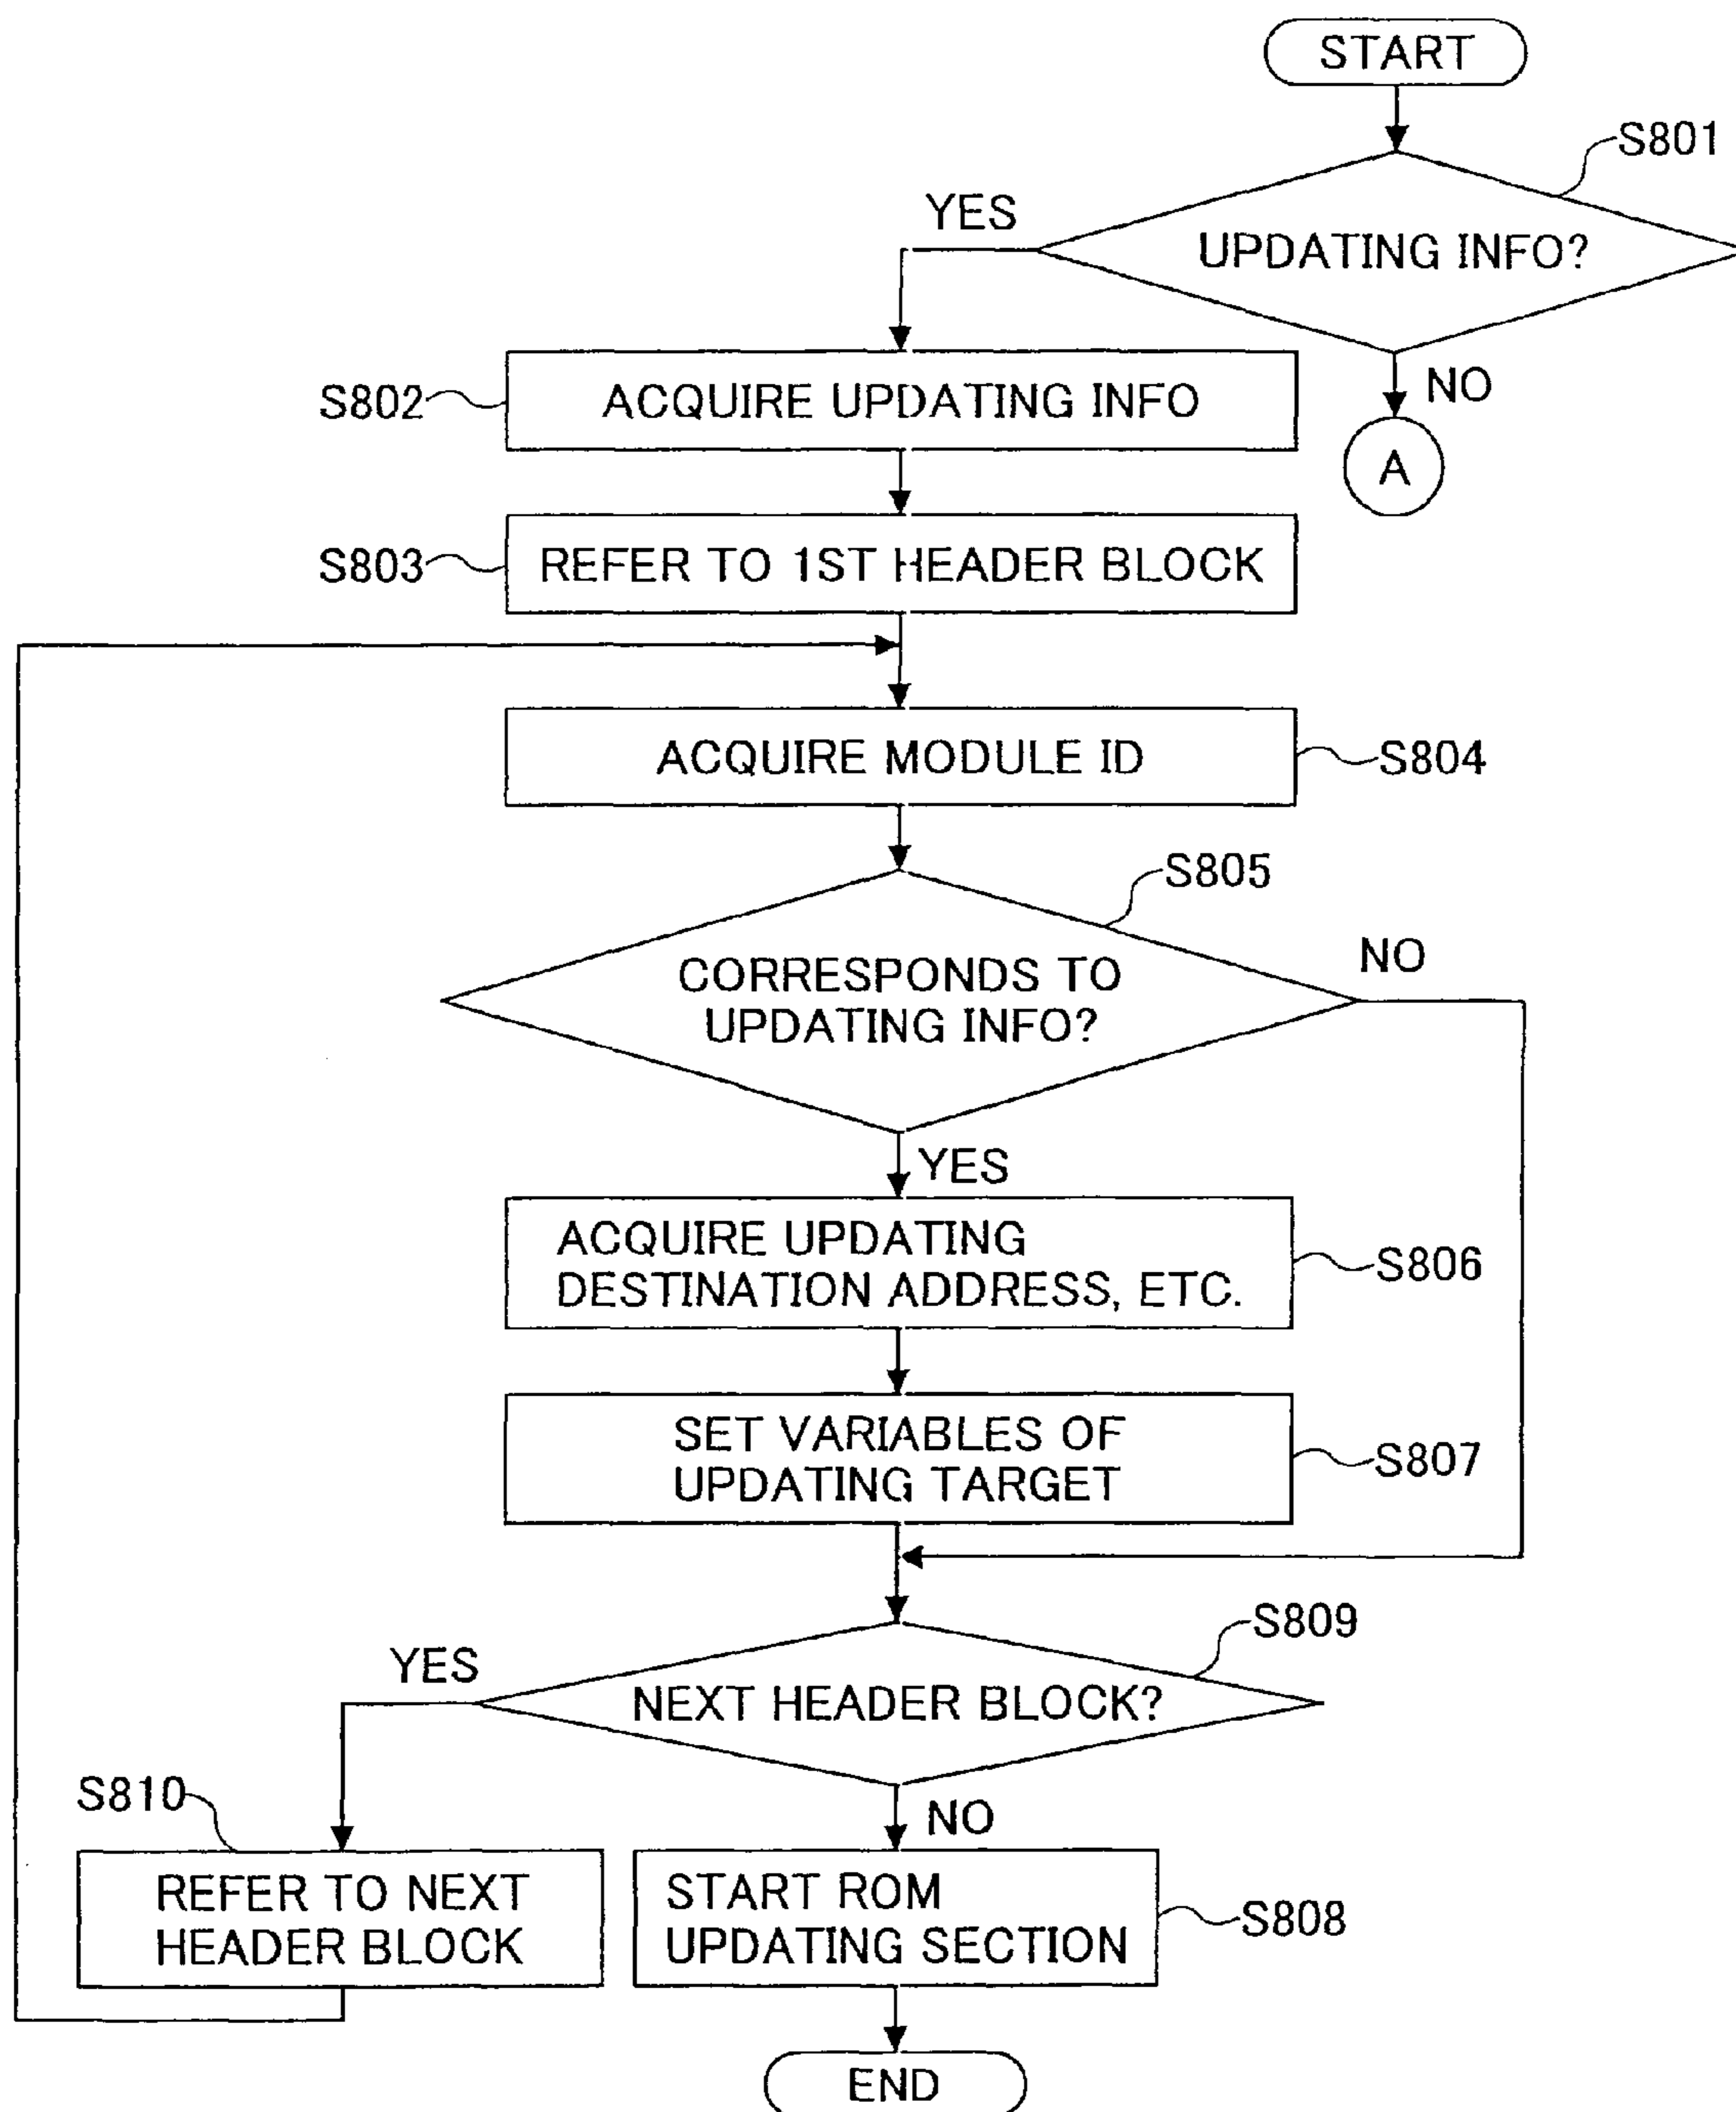 START
S801
YES
UPDATING INFO?
S802
ACQUIRE UPDATING INFO
NO
A
S803
REFER TO 1ST HEADER BLOCK
ACQUIRE MODULE ID
S804
S805
CORRESPONDS TO
UPDATING INFO?
NO
YES
ACQUIRE UPDATING
DESTINATION ADDRESS, ETC.
S806
SET VARIABLES OF
UPDATING TARGET
S807
S809
YES
NEXT HEADER BLOCK?
S810
NO
REFER TO NEXT
HEADER BLOCK
START ROM
UPDATING SECTION
S808
END